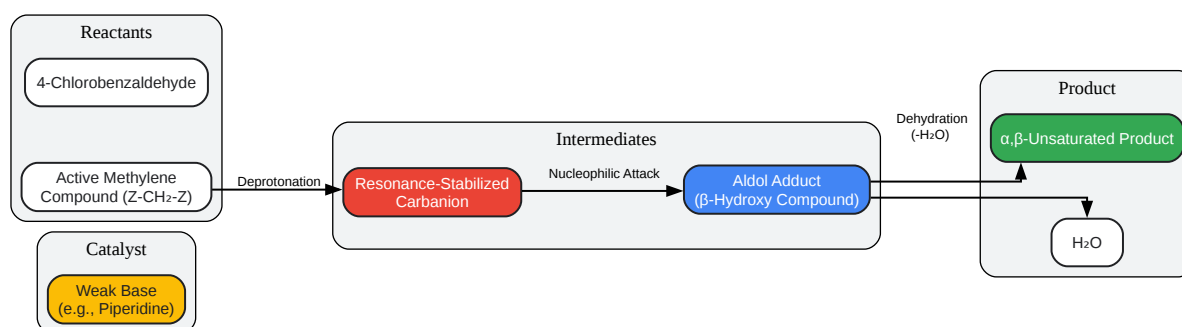 Reactants
4-Chlorobenzaldehyde
Active Methylene
Compound (Z-CH₂-Z)
Catalyst
Weak Base
(e.g., Piperidine)
Deprotonation
Intermediates
Resonance-Stabilized
Carbanion
Nucleophilic Attack
Aldol Adduct
(β-Hydroxy Compound)
Dehydration
(-H₂O)
Product
α,β-Unsaturated Product
H₂O